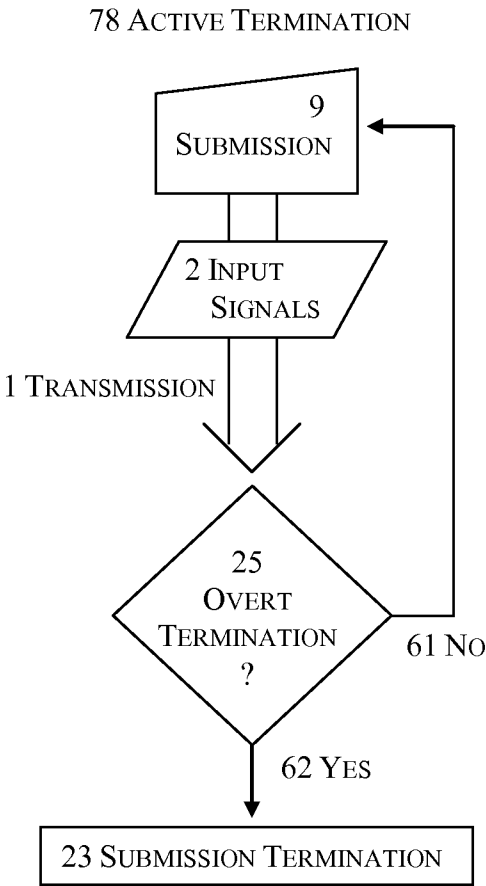 78 ACTIVE TERMINATION
9
SUBMISSION
2 INPUT
SIGNALS
1 TRANSMISSION
25
OVERT
TERMINATION
?
61 NO
62 YES
23 SUBMISSION TERMINATION